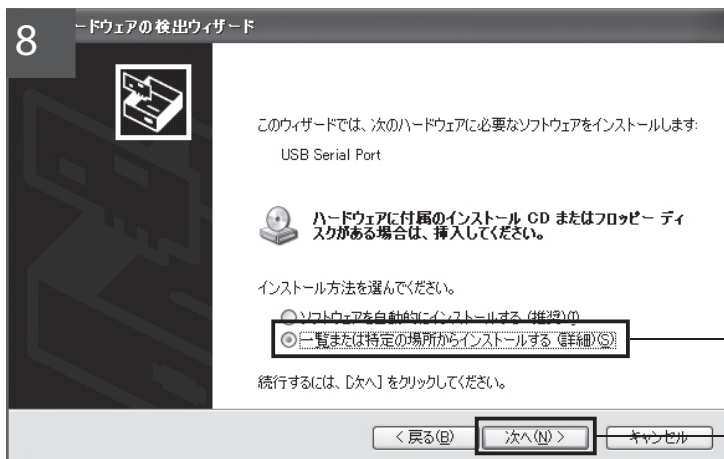 8
ードウェアの検出ウィザード
このウィザードでは、次のハードウェアに必要なソフトウェアをインストールします:
USB Serial Port
ハードウェアに付属のインストール CD またはフロッピー ディ
スクがある場合は、挿入してください。
インストール方法を選んでください。
ソフトウェアを自動的にインストールする (推奨)(I)
一覧または特定の場所からインストールする (詳細)(S)
続行するには、[次へ] をクリックしてください。
< 戻る(B)
次へ(N) >
キャンセル